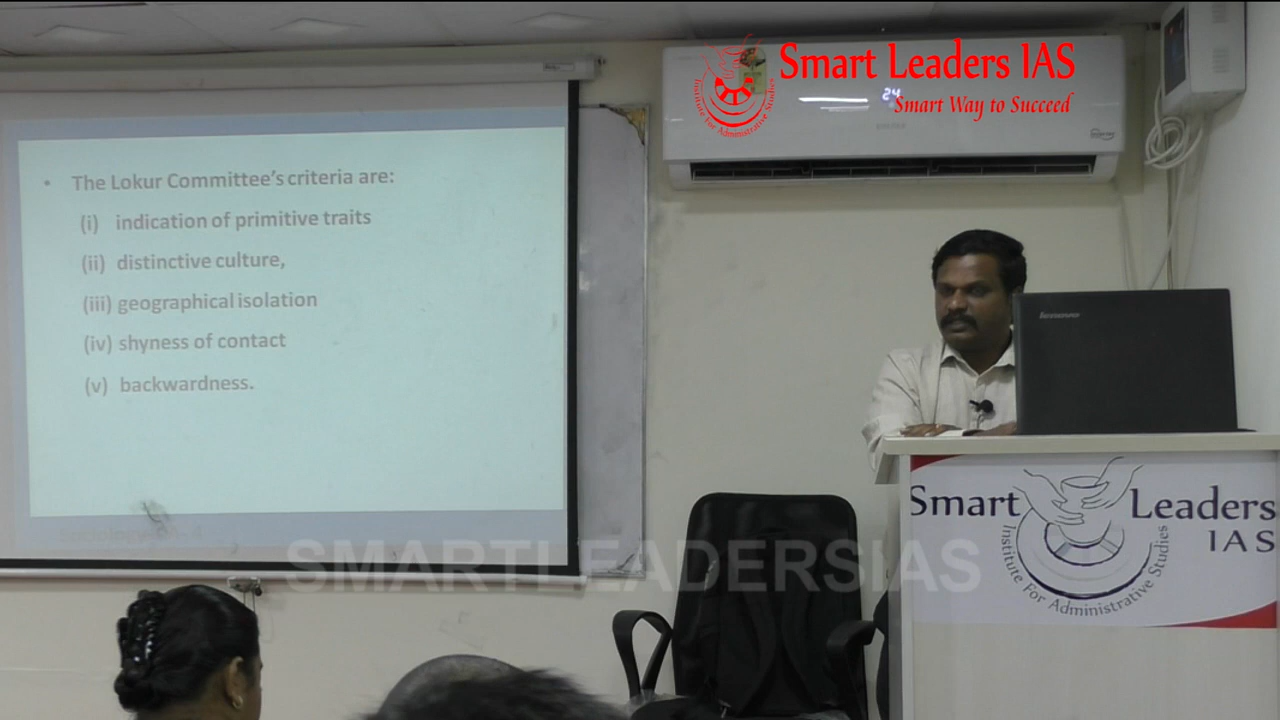 • The Lokur Committee's criteria are:
(i) indication of primitive traits
(ii) distinctive culture,
(iii) geographical isolation
(iv) shyness of contact
(v) backwardness.
Smart Leaders IAS
Smart Way to Succeed
Institute For Administrative Studies
24
lenovo
Smart Leaders
IAS
Institute For Administrative Studies
SMARTLEADERSIAS